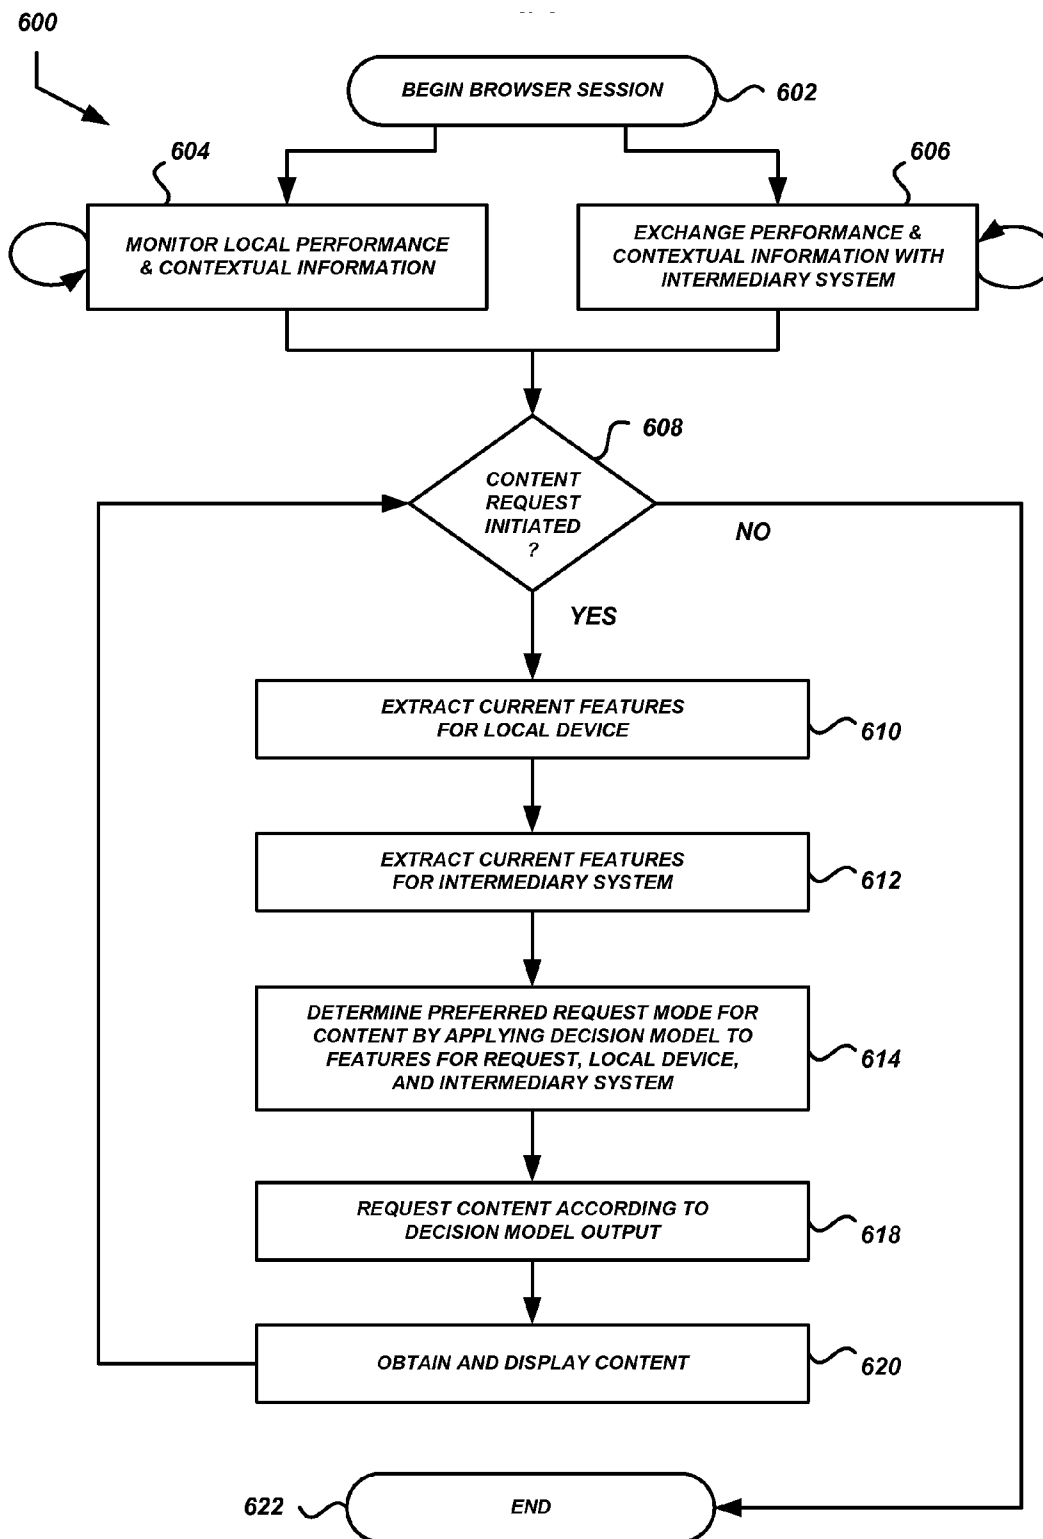 600
BEGIN BROWSER SESSION
602
604
606
MONITOR LOCAL PERFORMANCE
& CONTEXTUAL INFORMATION
EXCHANGE PERFORMANCE &
CONTEXTUAL INFORMATION WITH
INTERMEDIARY SYSTEM
608
CONTENT
REQUEST
INITIATED
?
NO
YES
EXTRACT CURRENT FEATURES
FOR LOCAL DEVICE
610
EXTRACT CURRENT FEATURES
FOR INTERMEDIARY SYSTEM
612
DETERMINE PREFERRED REQUEST MODE FOR
CONTENT BY APPLYING DECISION MODEL TO
FEATURES FOR REQUEST, LOCAL DEVICE,
AND INTERMEDIARY SYSTEM
614
REQUEST CONTENT ACCORDING TO
DECISION MODEL OUTPUT
618
OBTAIN AND DISPLAY CONTENT
620
622
END